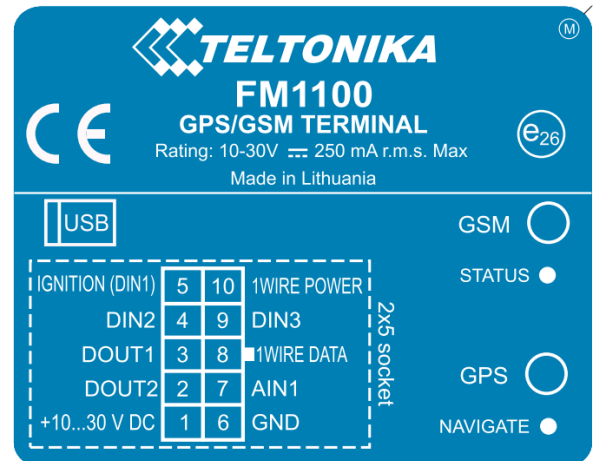 TELTONIKA
M
FM1100
GPS/GSM TERMINAL
e26
Rating: 10-30V ⎓ 250 mA r.m.s. Max
Made in Lithuania
CE
USB
GSM
STATUS
IGNITION (DIN1) 5 10 1WIRE POWER
DIN2 4 9 DIN3
DOUT1 3 8 1WIRE DATA
DOUT2 2 7 AIN1
+10...30 V DC 1 6 GND
2x5 socket
GPS
NAVIGATE